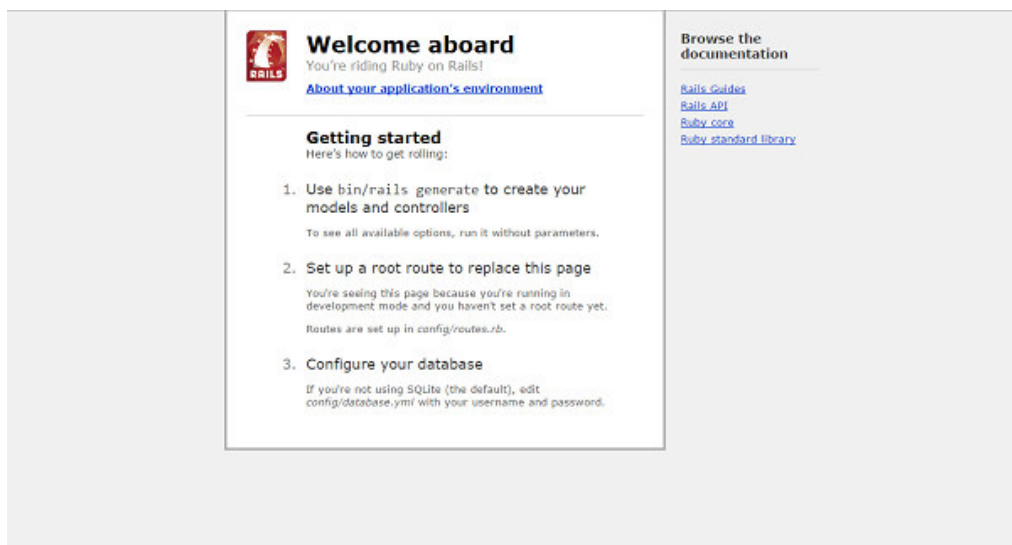 RAILS
Welcome aboard
You're riding Ruby on Rails!
About your application's environment
Getting started
Here's how to get rolling:
1. Use bin/rails generate to create your
models and controllers
To see all available options, run it without parameters.
2. Set up a root route to replace this page
You're seeing this page because you're running in
development mode and you haven't set a root route yet.
Routes are set up in config/routes.rb.
3. Configure your database
If you're not using SQLite (the default), edit
config/database.yml with your username and password.
Browse the
documentation
Rails Guides
Rails API
Ruby core
Ruby standard library